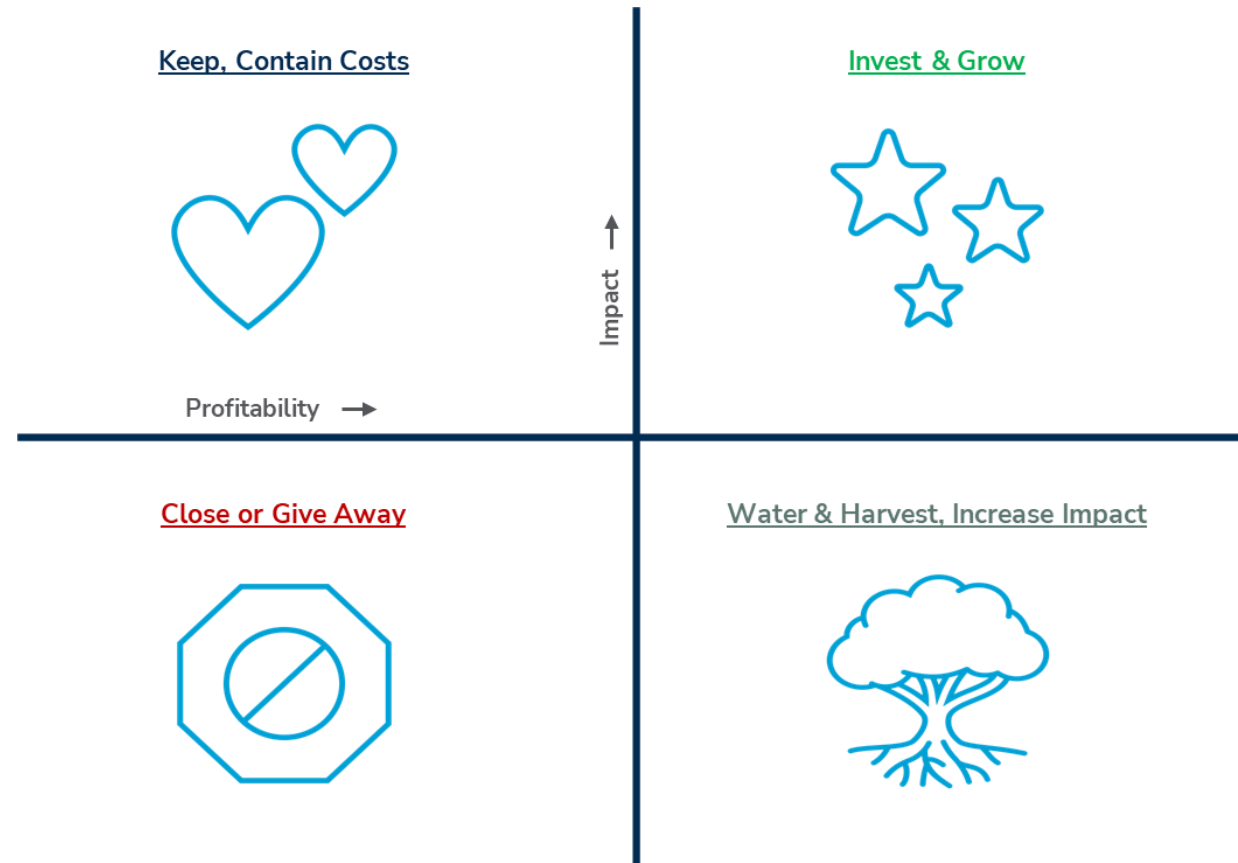 Keep, Contain Costs
Invest & Grow
Impact
Profitability
Close or Give Away
Water & Harvest, Increase Impact